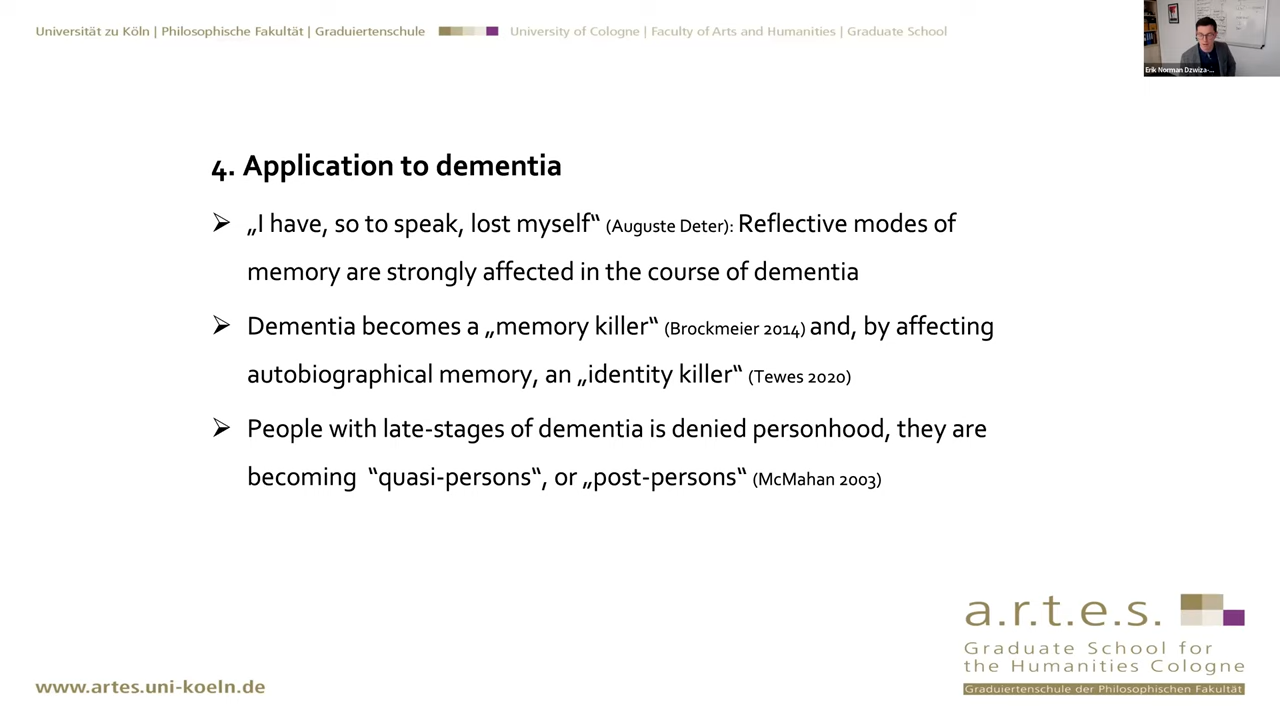 Universität zu Köln | Philosophische Fakultät | Graduiertenschule
University of Cologne | Faculty of Arts and Humanities | Graduate School
Erik Norman Dzwiza-...
4. Application to dementia
➢ „I have, so to speak, lost myself“ (Auguste Deter): Reflective modes of
memory are strongly affected in the course of dementia
➢ Dementia becomes a „memory killer“ (Brockmeier 2014) and, by affecting
autobiographical memory, an „identity killer“ (Tewes 2020)
➢ People with late-stages of dementia is denied personhood, they are
becoming “quasi-persons“, or „post-persons“ (McMahan 2003)
a.r.t.e.s.
Graduate School for
the Humanities Cologne
Graduiertenschule der Philosophischen Fakultät
www.artes.uni-koeln.de